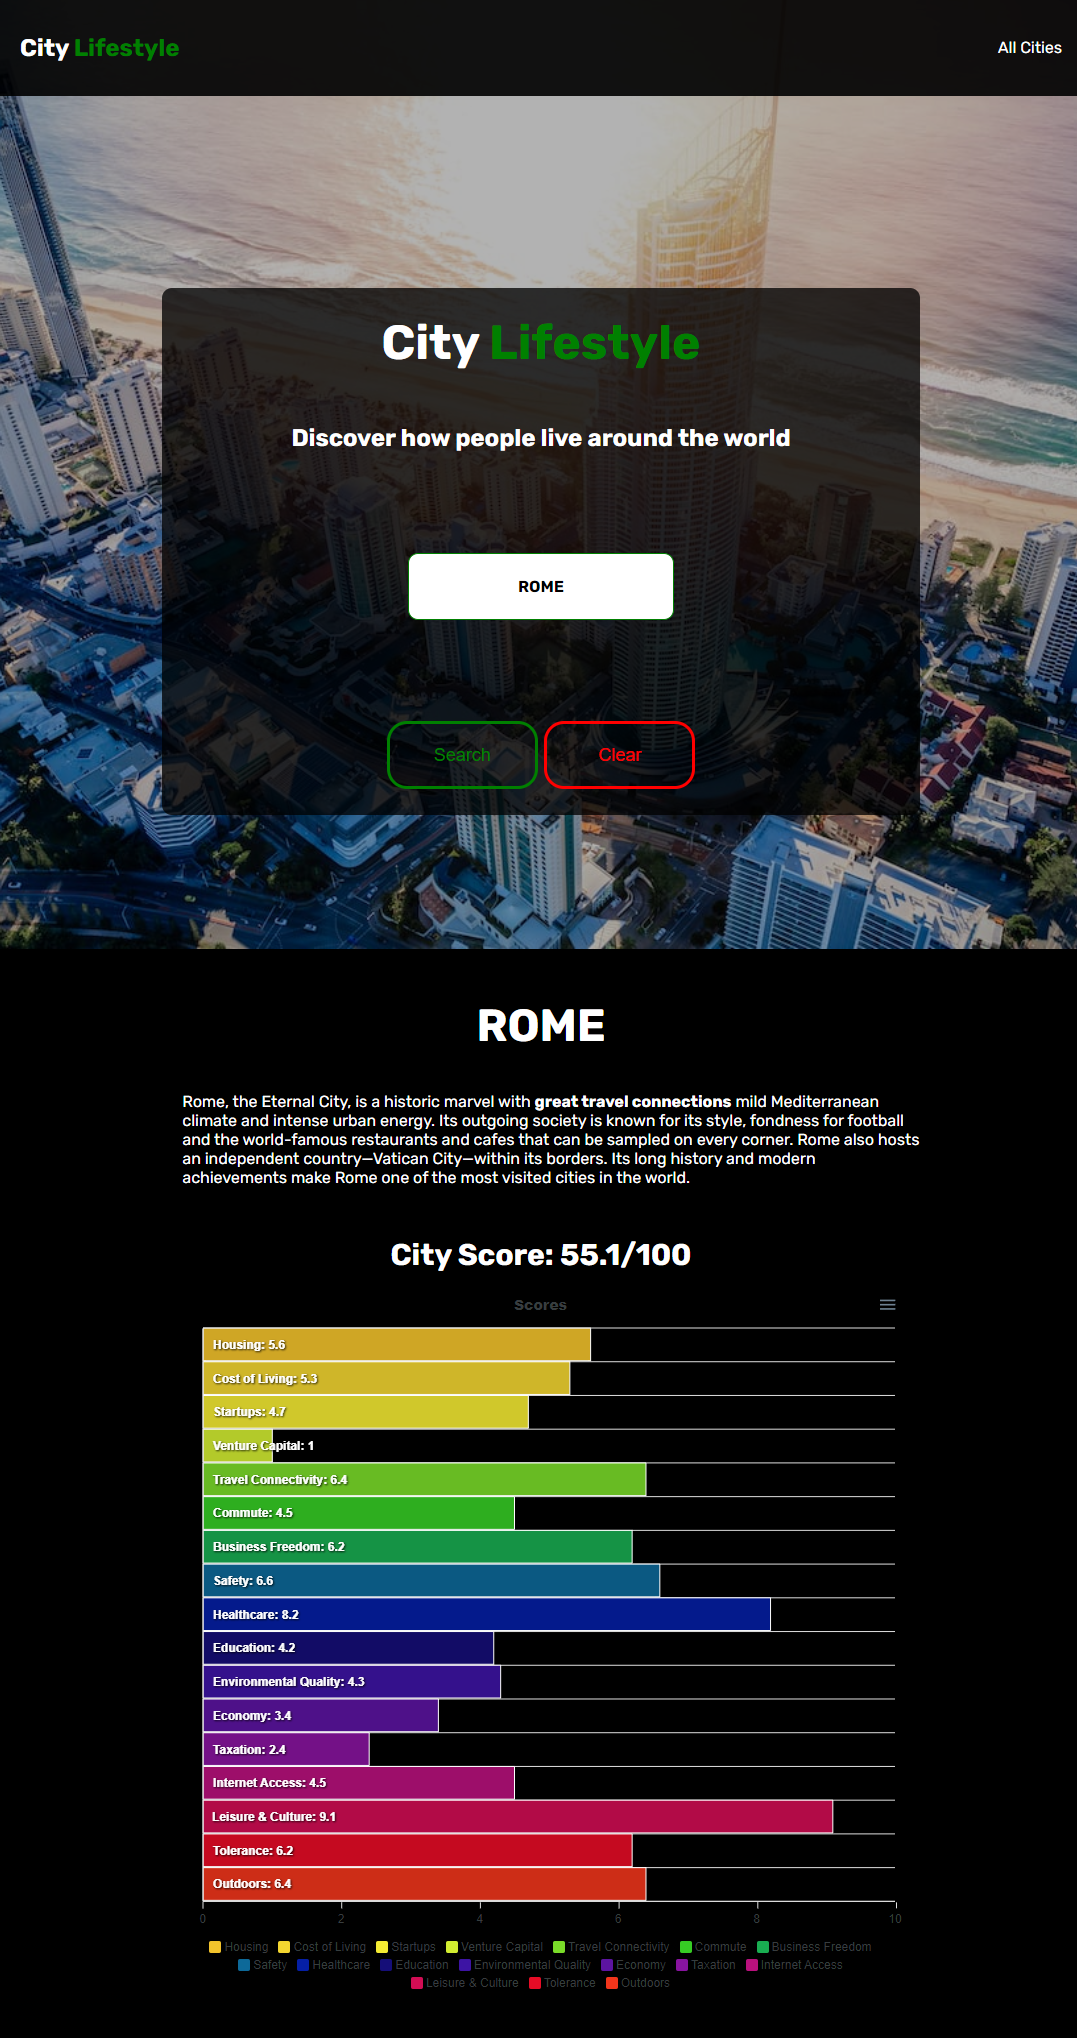 City Lifestyle
All Cities
City Lifestyle
Discover how people live around the world
ROME
Search
Clear
ROME
Rome, the Eternal City, is a historic marvel with great travel connections mild Mediterranean
climate and intense urban energy. Its outgoing society is known for its style, fondness for football
and the world-famous restaurants and cafes that can be sampled on every corner. Rome also hosts
an independent country—Vatican City—within its borders. Its long history and modern
achievements make Rome one of the most visited cities in the world.
City Score: 55.1/100
Scores
Housing: 5.6
Cost of Living: 5.3
Startups: 4.7
Venture Capital: 1
Travel Connectivity: 6.4
Commute: 4.5
Business Freedom: 6.2
Safety: 6.6
Healthcare: 8.2
Education: 4.2
Environmental Quality: 4.3
Economy: 3.4
Taxation: 2.4
Internet Access: 4.5
Leisure & Culture: 9.1
Tolerance: 6.2
Outdoors: 6.4
0 2 4 6 8 10
Housing Cost of Living Startups Venture Capital Travel Connectivity Commute Business Freedom
Safety Healthcare Education Environmental Quality Economy Taxation Internet Access
Leisure & Culture Tolerance Outdoors